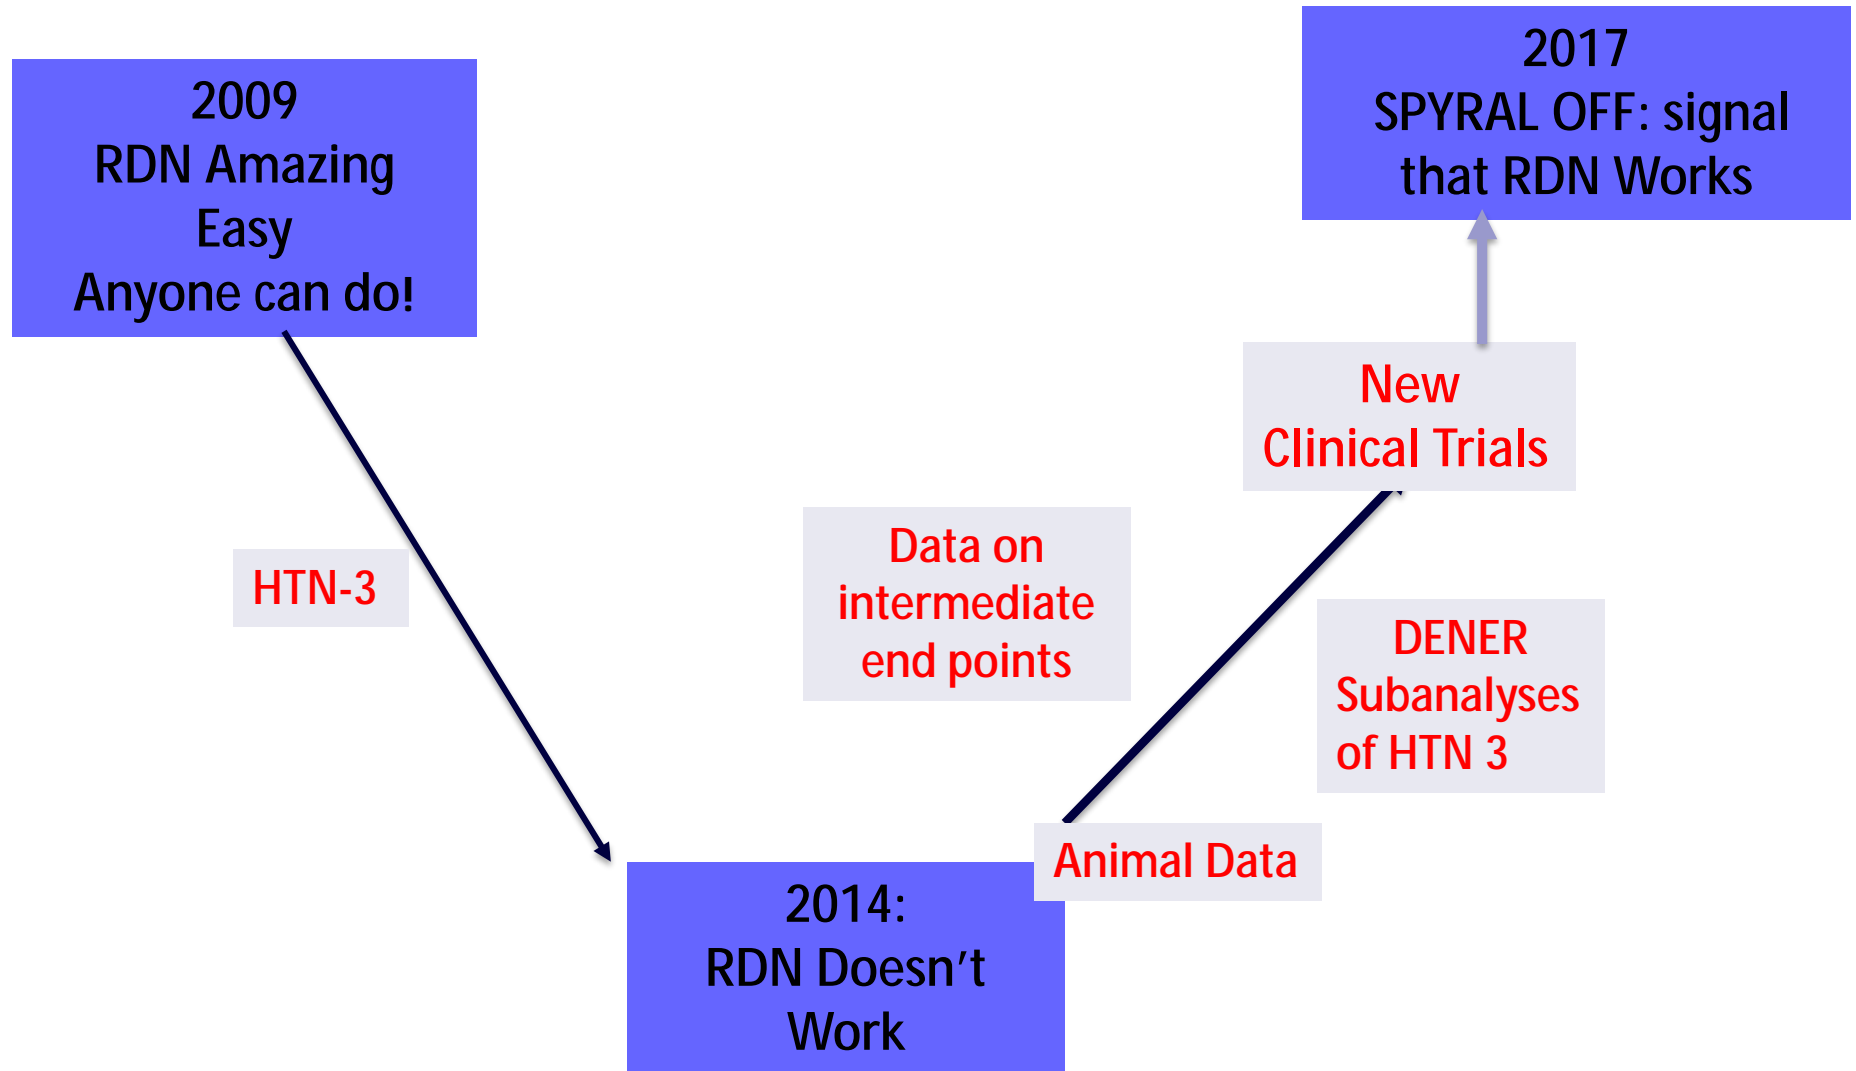 2009
RDN Amazing
Easy
Anyone can do!
HTN-3
2014:
RDN Doesn't
Work
Animal Data
Data on
intermediate
end points
DENER
Subanalyses
of HTN 3
New
Clinical Trials
2017
SPYRAL OFF: signal
that RDN Works